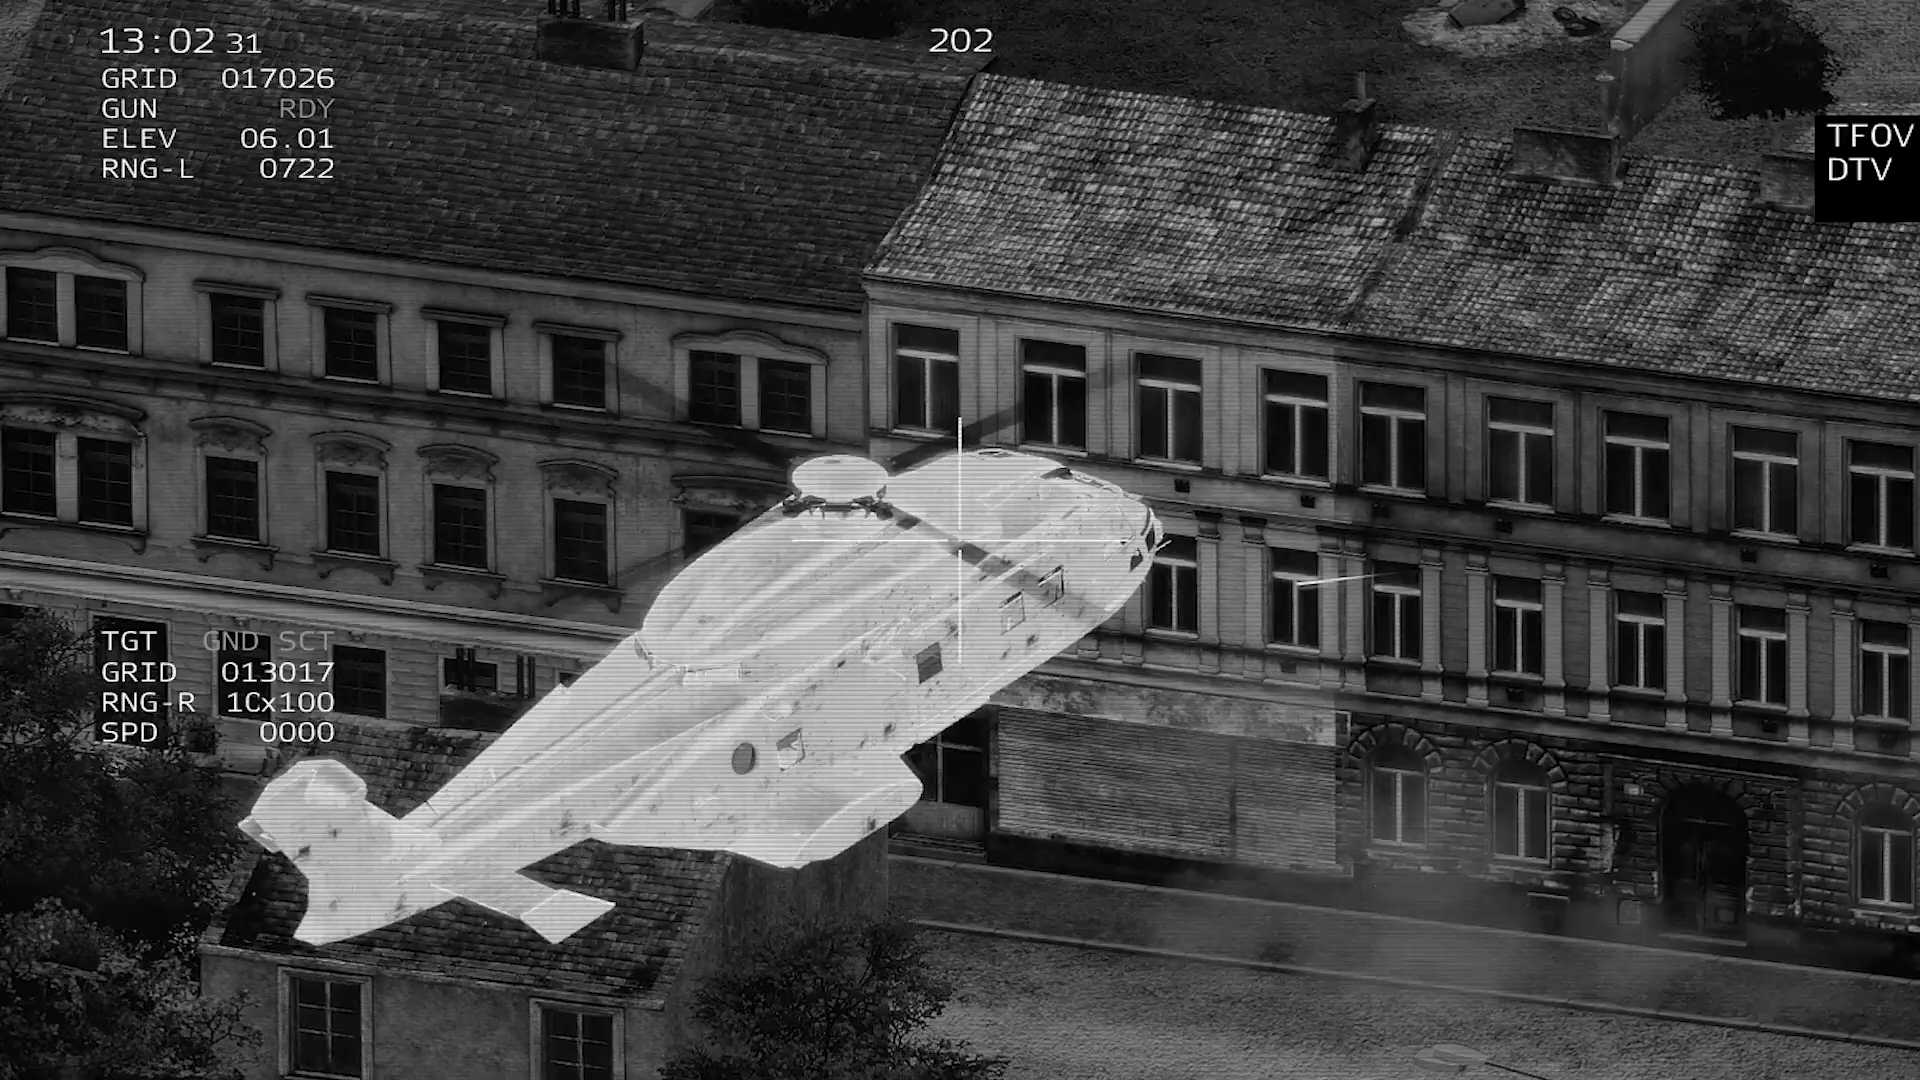 13:02 31
GRID 017026
GUN RDY
ELEV 06.01
RNG-L 0722
202
TFOV
DTV
TGT GND SCT
GRID 013017
RNG-R 10x100
SPD 0000